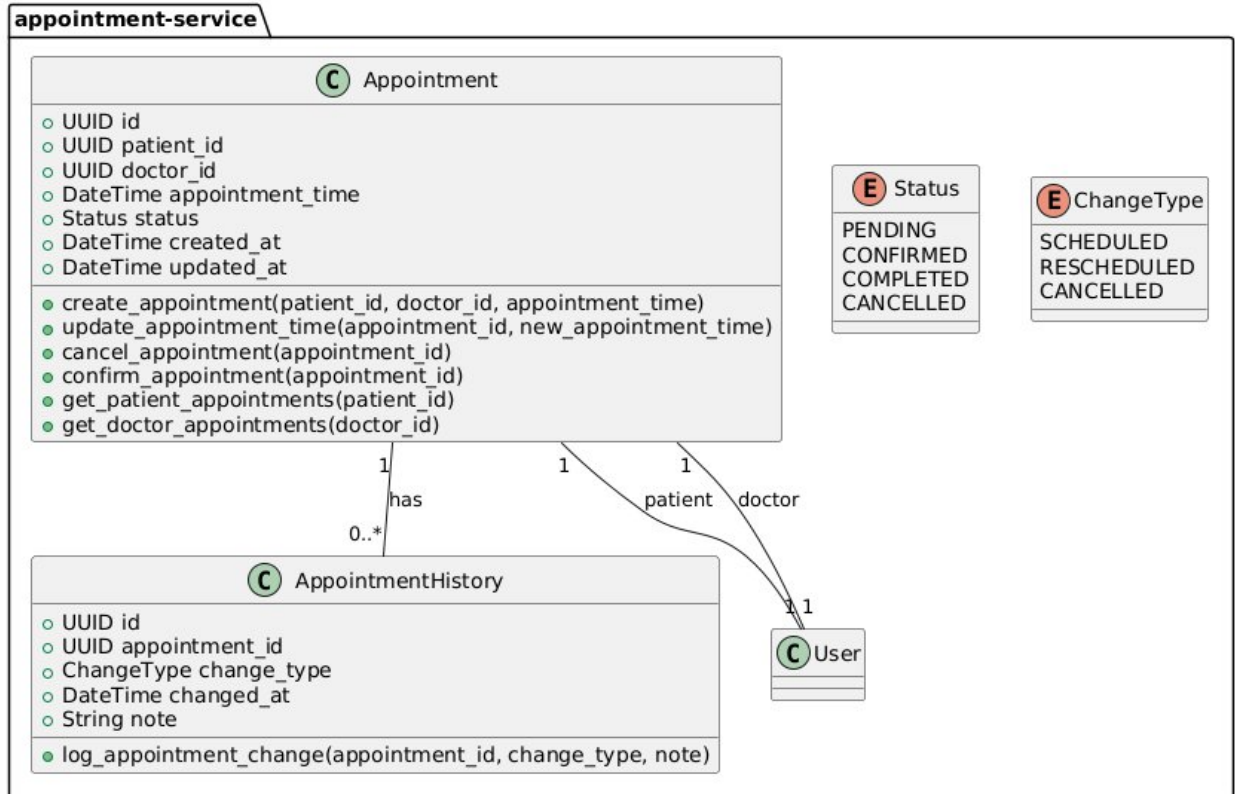 appointment-service
C Appointment
UUID id
UUID patient_id
UUID doctor_id
DateTime appointment_time
Status status
DateTime created_at
DateTime updated_at
create_appointment(patient_id, doctor_id, appointment_time)
update_appointment_time(appointment_id, new_appointment_time)
cancel_appointment(appointment_id)
confirm_appointment(appointment_id)
get_patient_appointments(patient_id)
get_doctor_appointments(doctor_id)
E Status
PENDING
CONFIRMED
COMPLETED
CANCELLED
E ChangeType
SCHEDULED
RESCHEDULED
CANCELLED
1
1
1
has
patient
doctor
0..*
1
1
C AppointmentHistory
UUID id
UUID appointment_id
ChangeType change_type
DateTime changed_at
String note
log_appointment_change(appointment_id, change_type, note)
C User